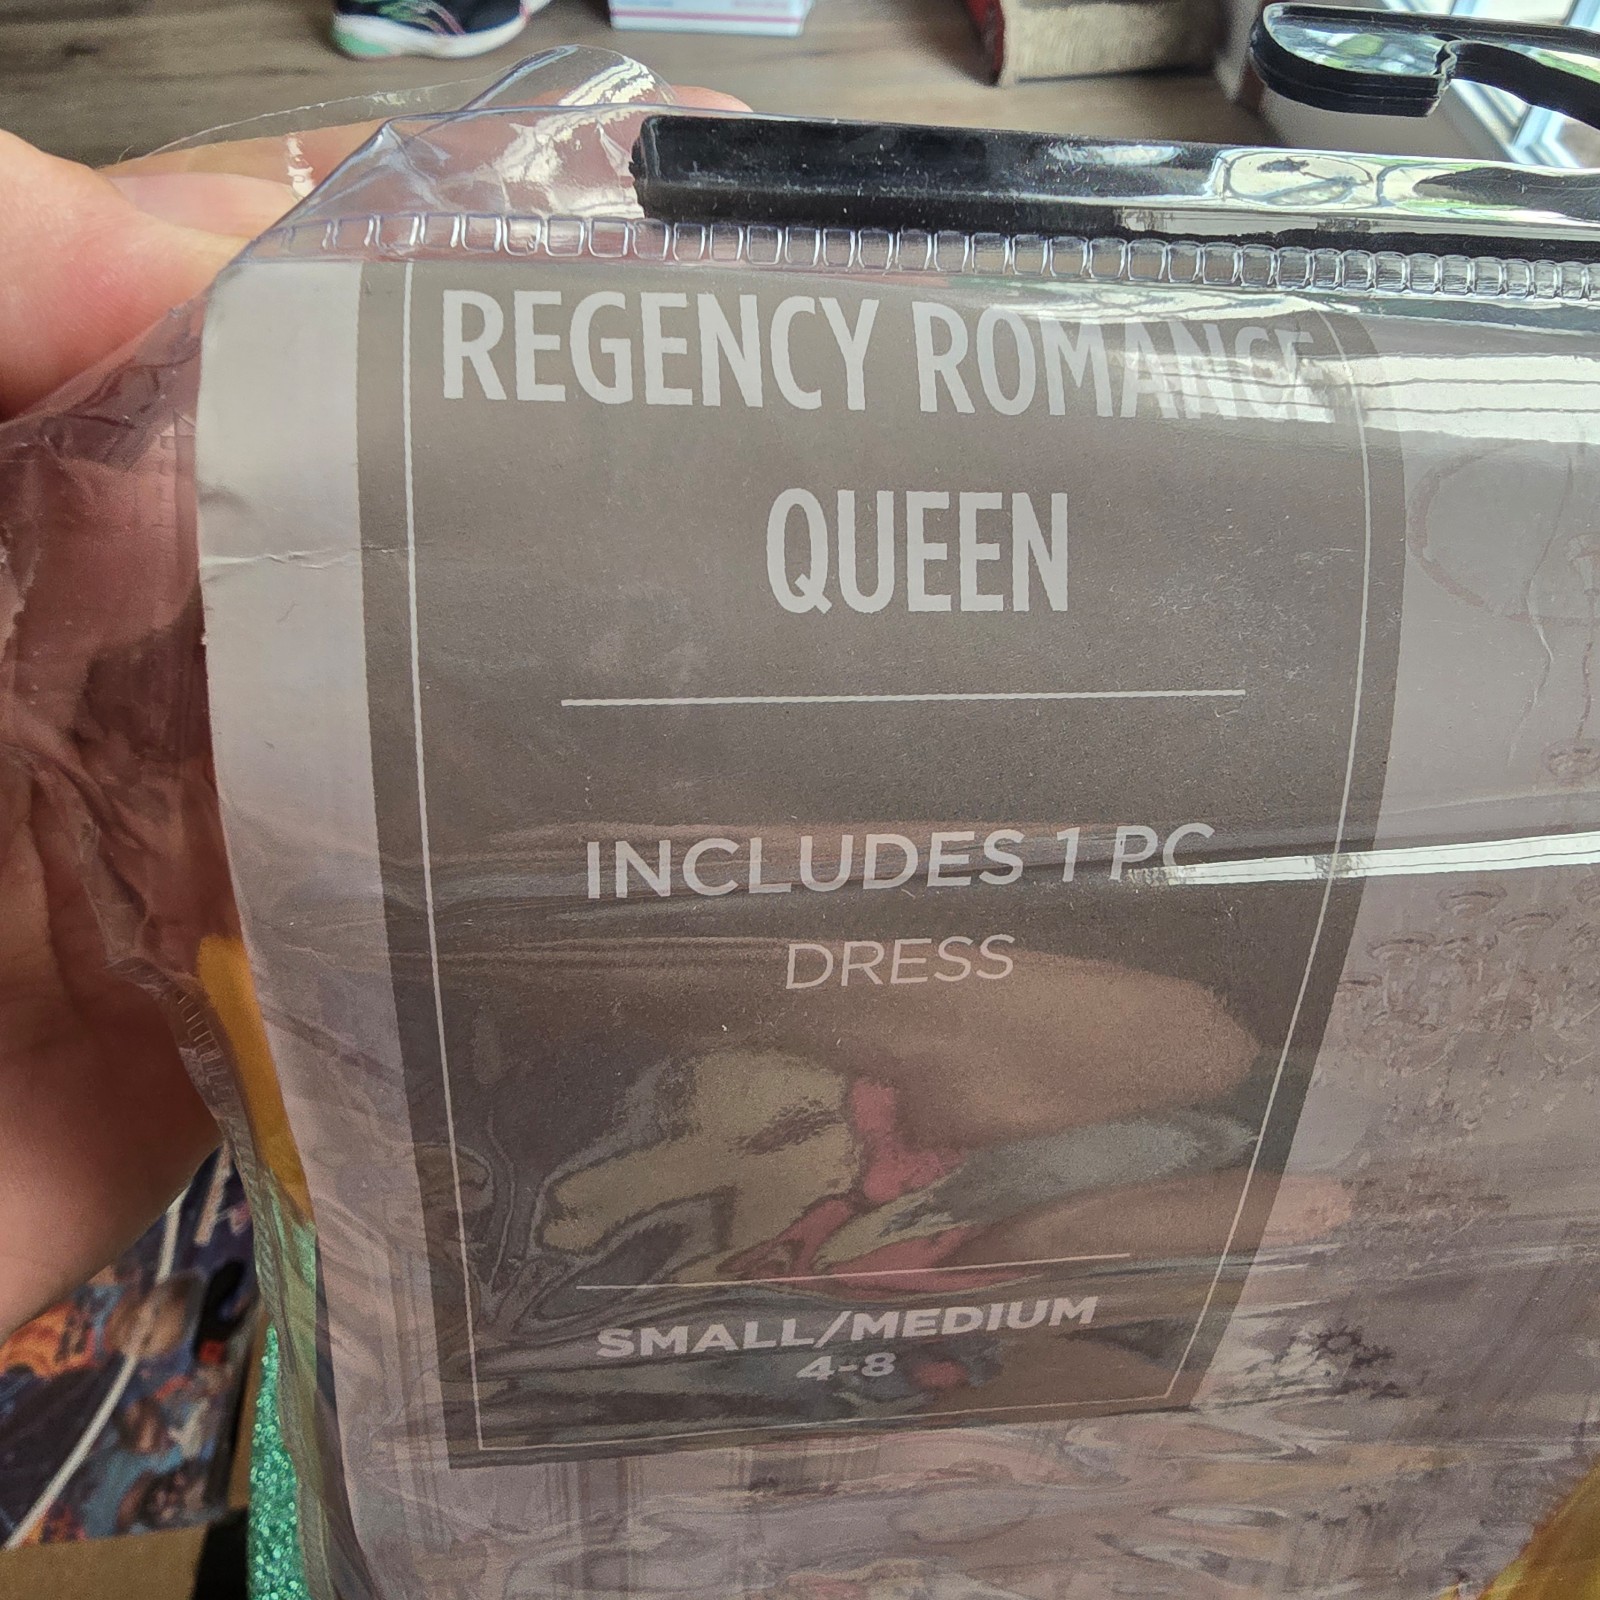 REGENCY ROMANCE
QUEEN
INCLUDES 1 PC
DRESS
SMALL/MEDIUM
4-8